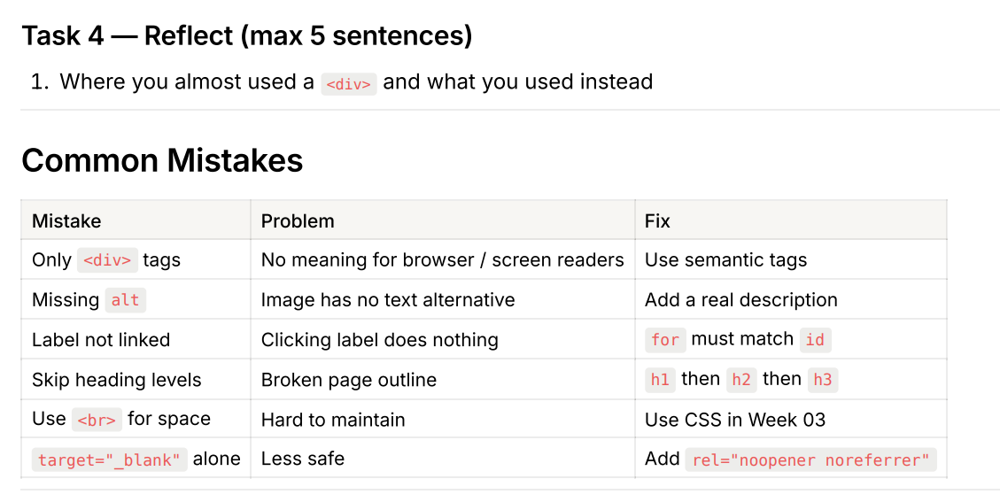 Task 4 — Reflect (max 5 sentences)
1. Where you almost used a <div> and what you used instead
Common Mistakes
Mistake Problem Fix
Only <div> tags No meaning for browser / screen readers Use semantic tags
Missing alt Image has no text alternative Add a real description
Label not linked Clicking label does nothing for must match id
Skip heading levels Broken page outline h1 then h2 then h3
Use <br> for space Hard to maintain Use CSS in Week 03
target="_blank" alone Less safe Add rel="noopener noreferrer"